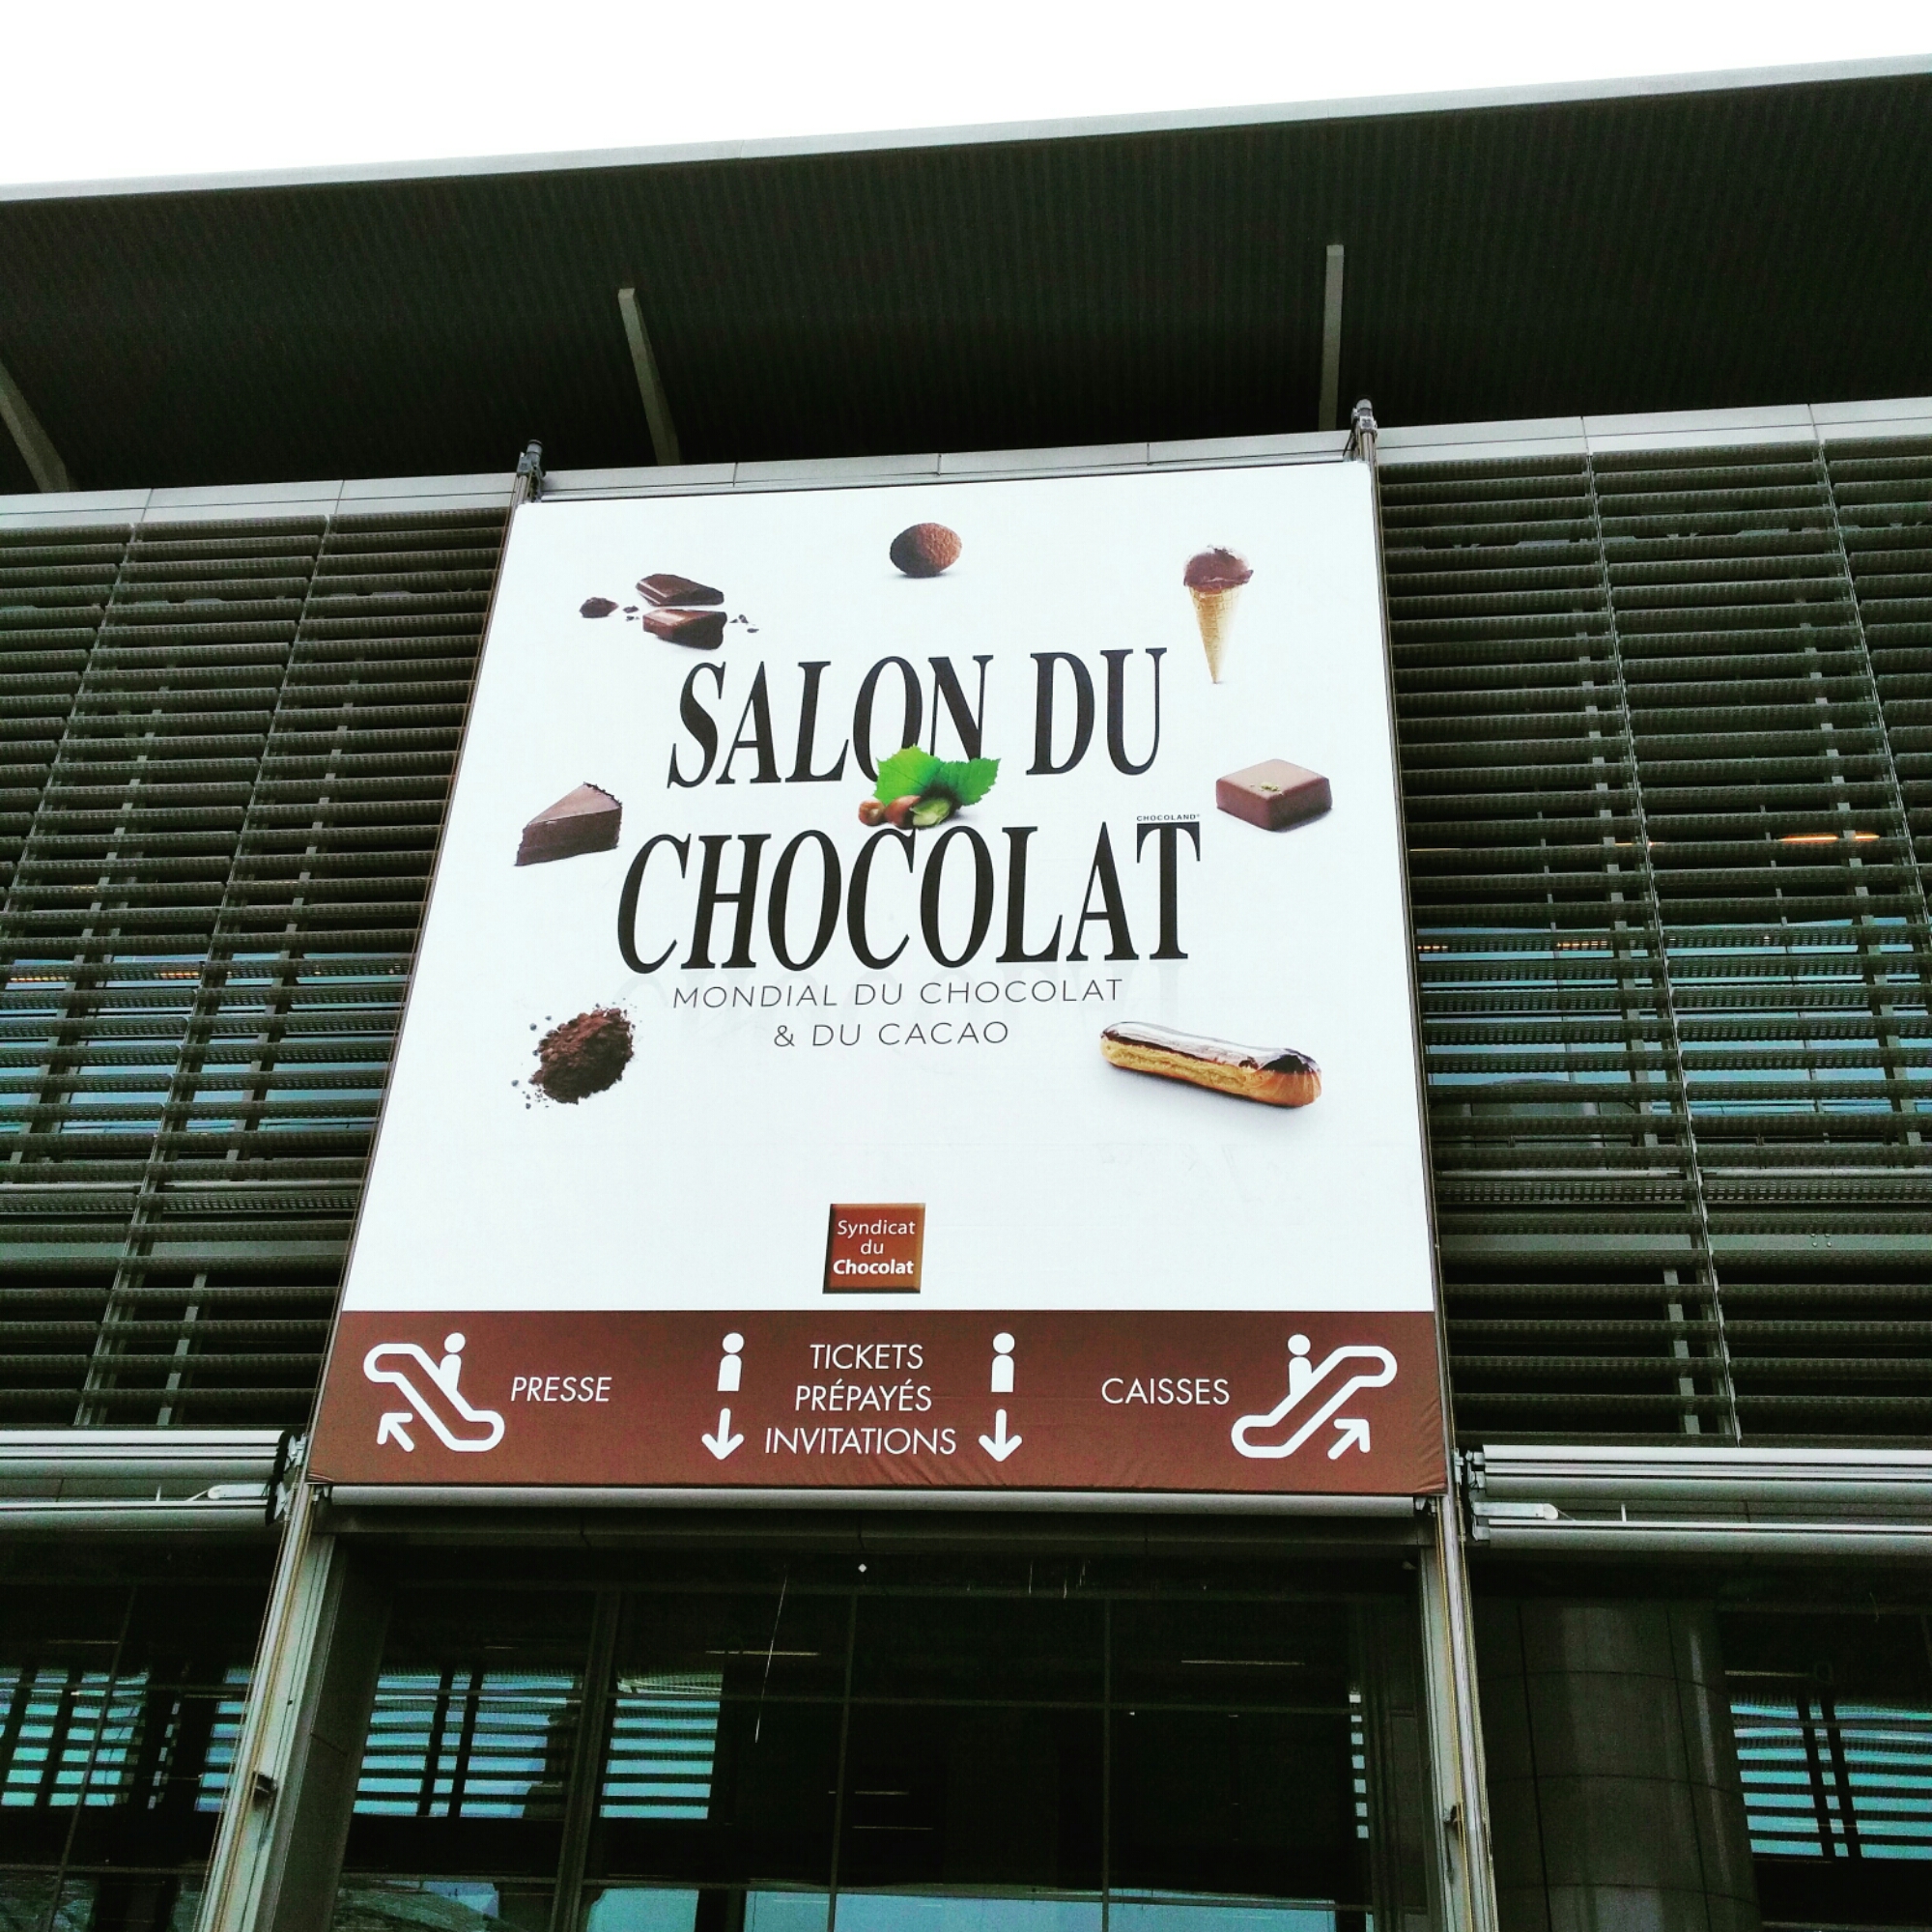 SALON DU
CHOCOLAND®
CHOCOLAT
MONDIAL DU CHOCOLAT
& DU CACAO
Syndicat
du
Chocolat
PRESSE
TICKETS
PRÉPAYÉS
INVITATIONS
CAISSES